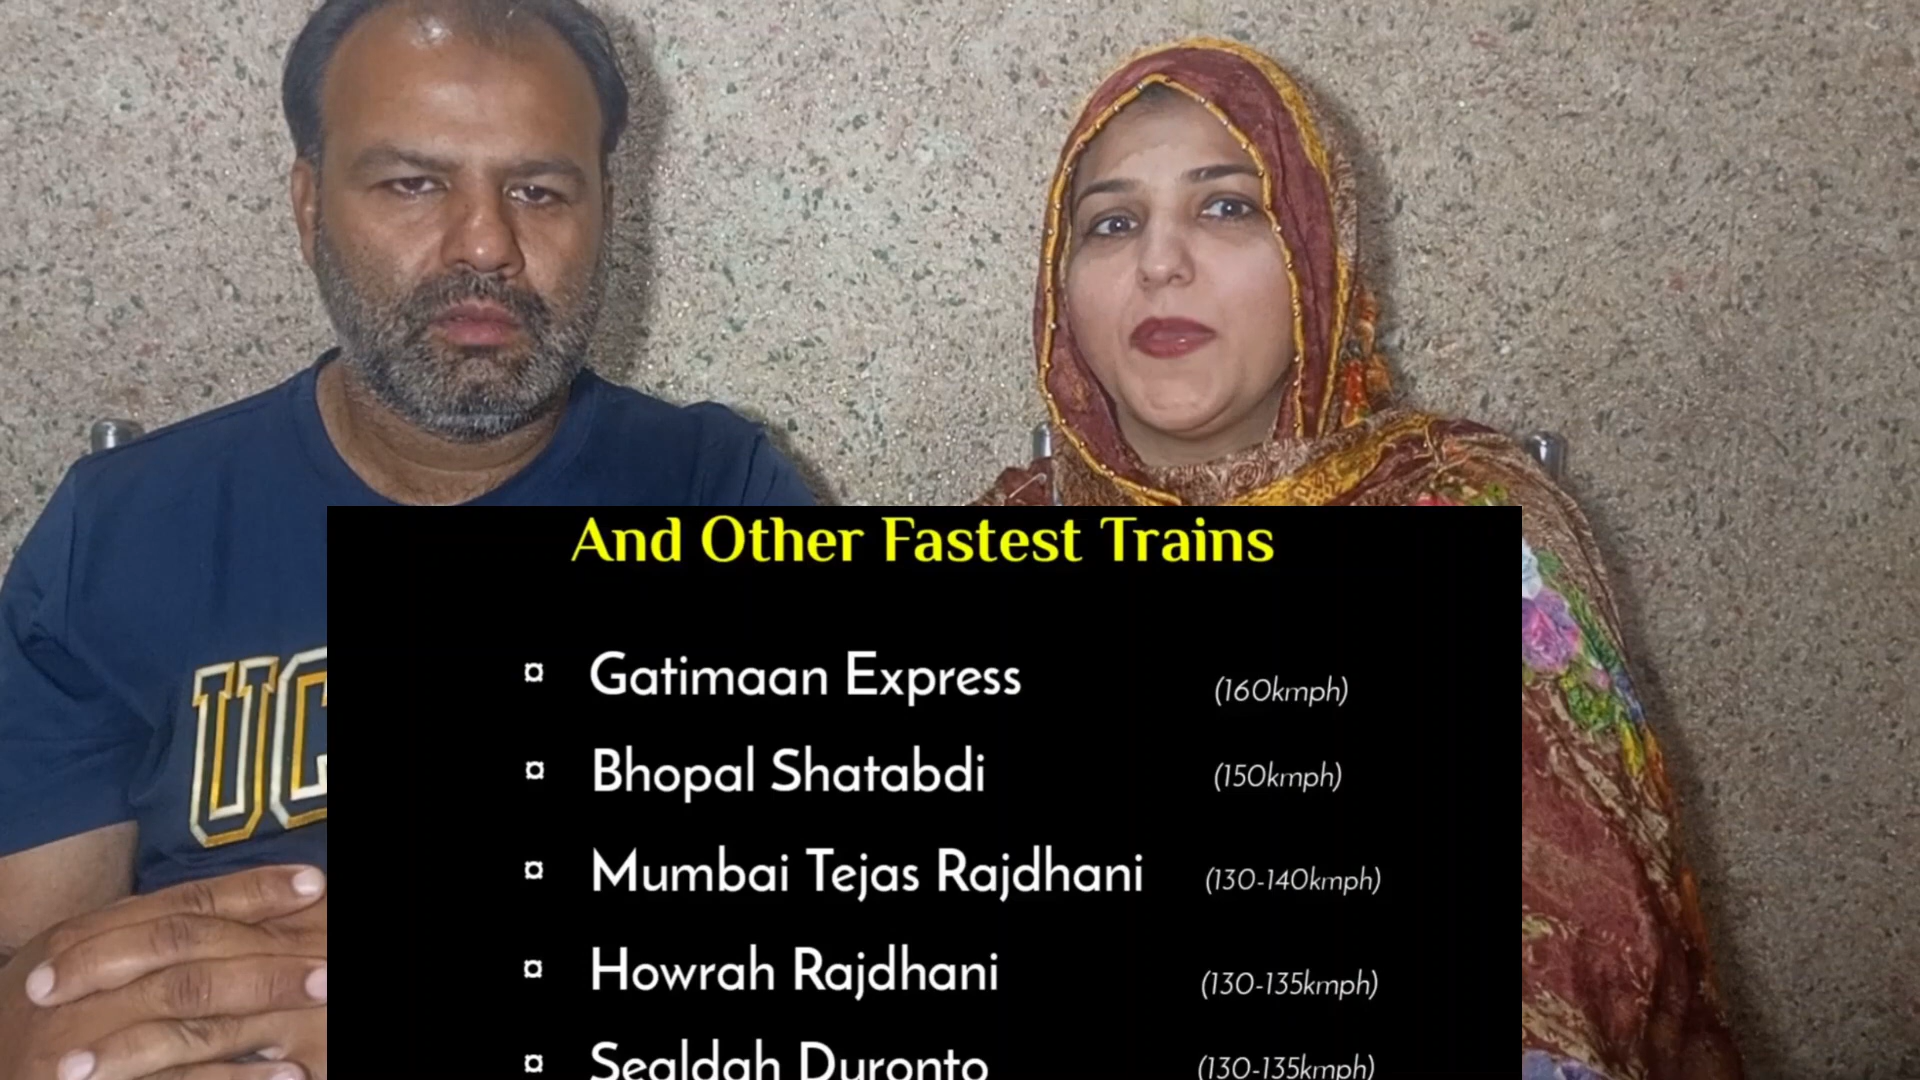 And Other Fastest Trains
¤ Gatimaan Express (160kmph)
¤ Bhopal Shatabdi (150kmph)
¤ Mumbai Tejas Rajdhani (130-140kmph)
¤ Howrah Rajdhani (130-135kmph)
¤ Sealdah Duronto (130-135kmph)
UC